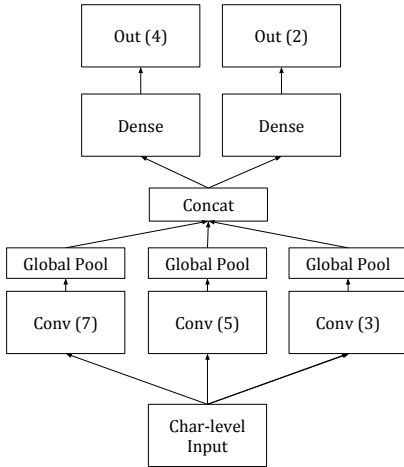 Out (4)
Out (2)
Dense
Dense
Concat
Global Pool
Global Pool
Global Pool
Conv (7)
Conv (5)
Conv (3)
Char-level
Input